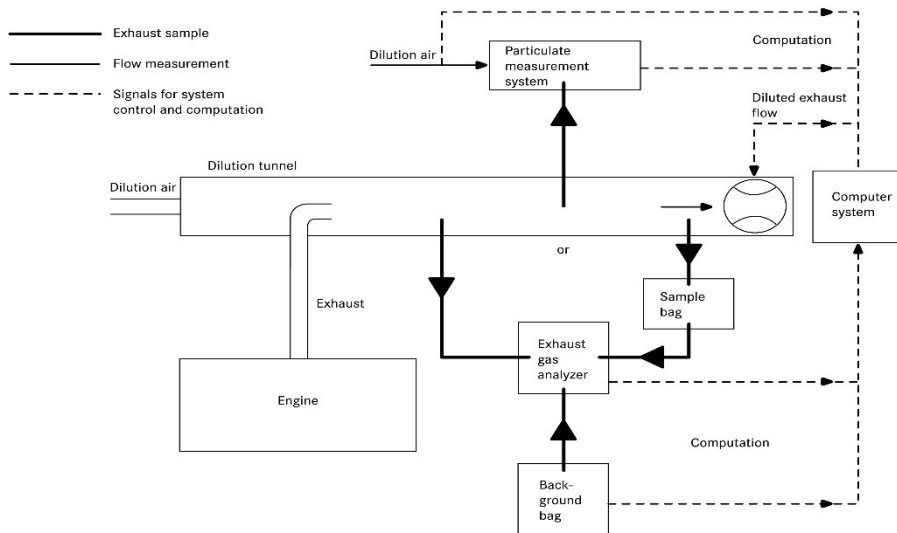 Exhaust sample
Flow measurement
Signals for system
control and computation
Dilution air
Particulate
measurement
system
Computation
Diluted exhaust
flow
Dilution tunnel
Dilution air
Computer
system
or
Exhaust
Sample
bag
Exhaust
gas
analyzer
Engine
Computation
Back-
ground
bag